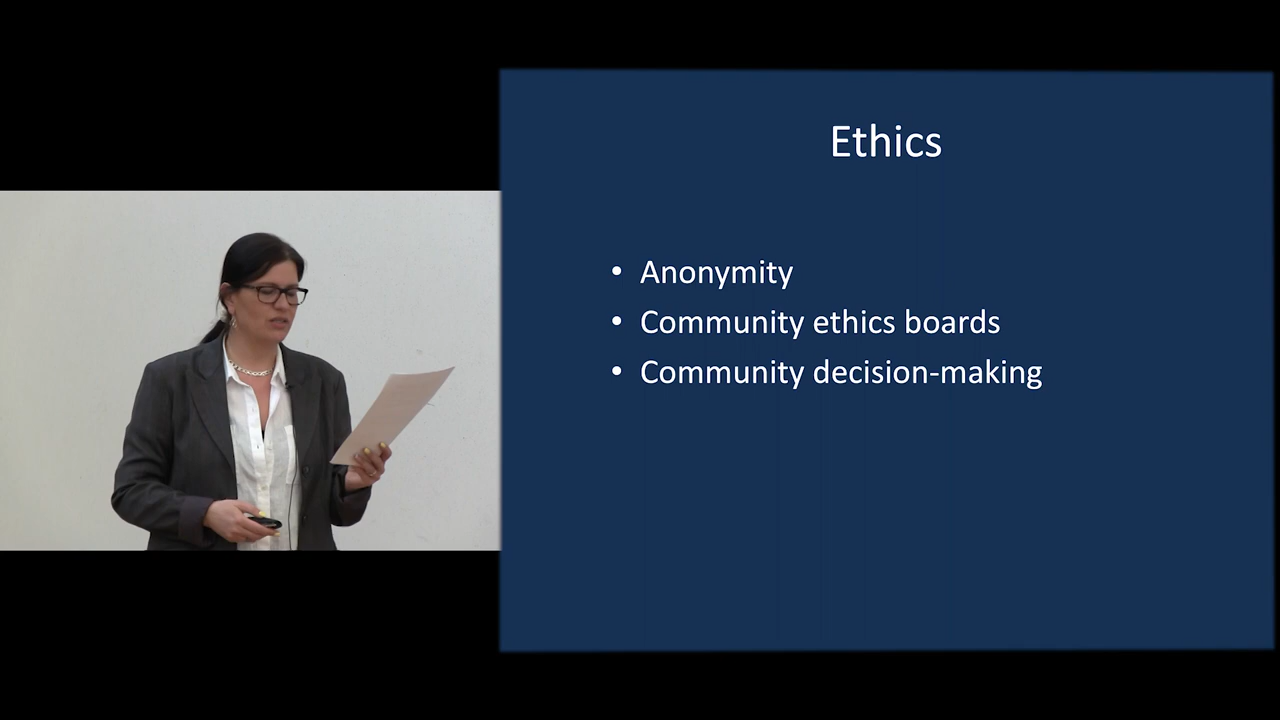 Ethics
• Anonymity
• Community ethics boards
• Community decision-making